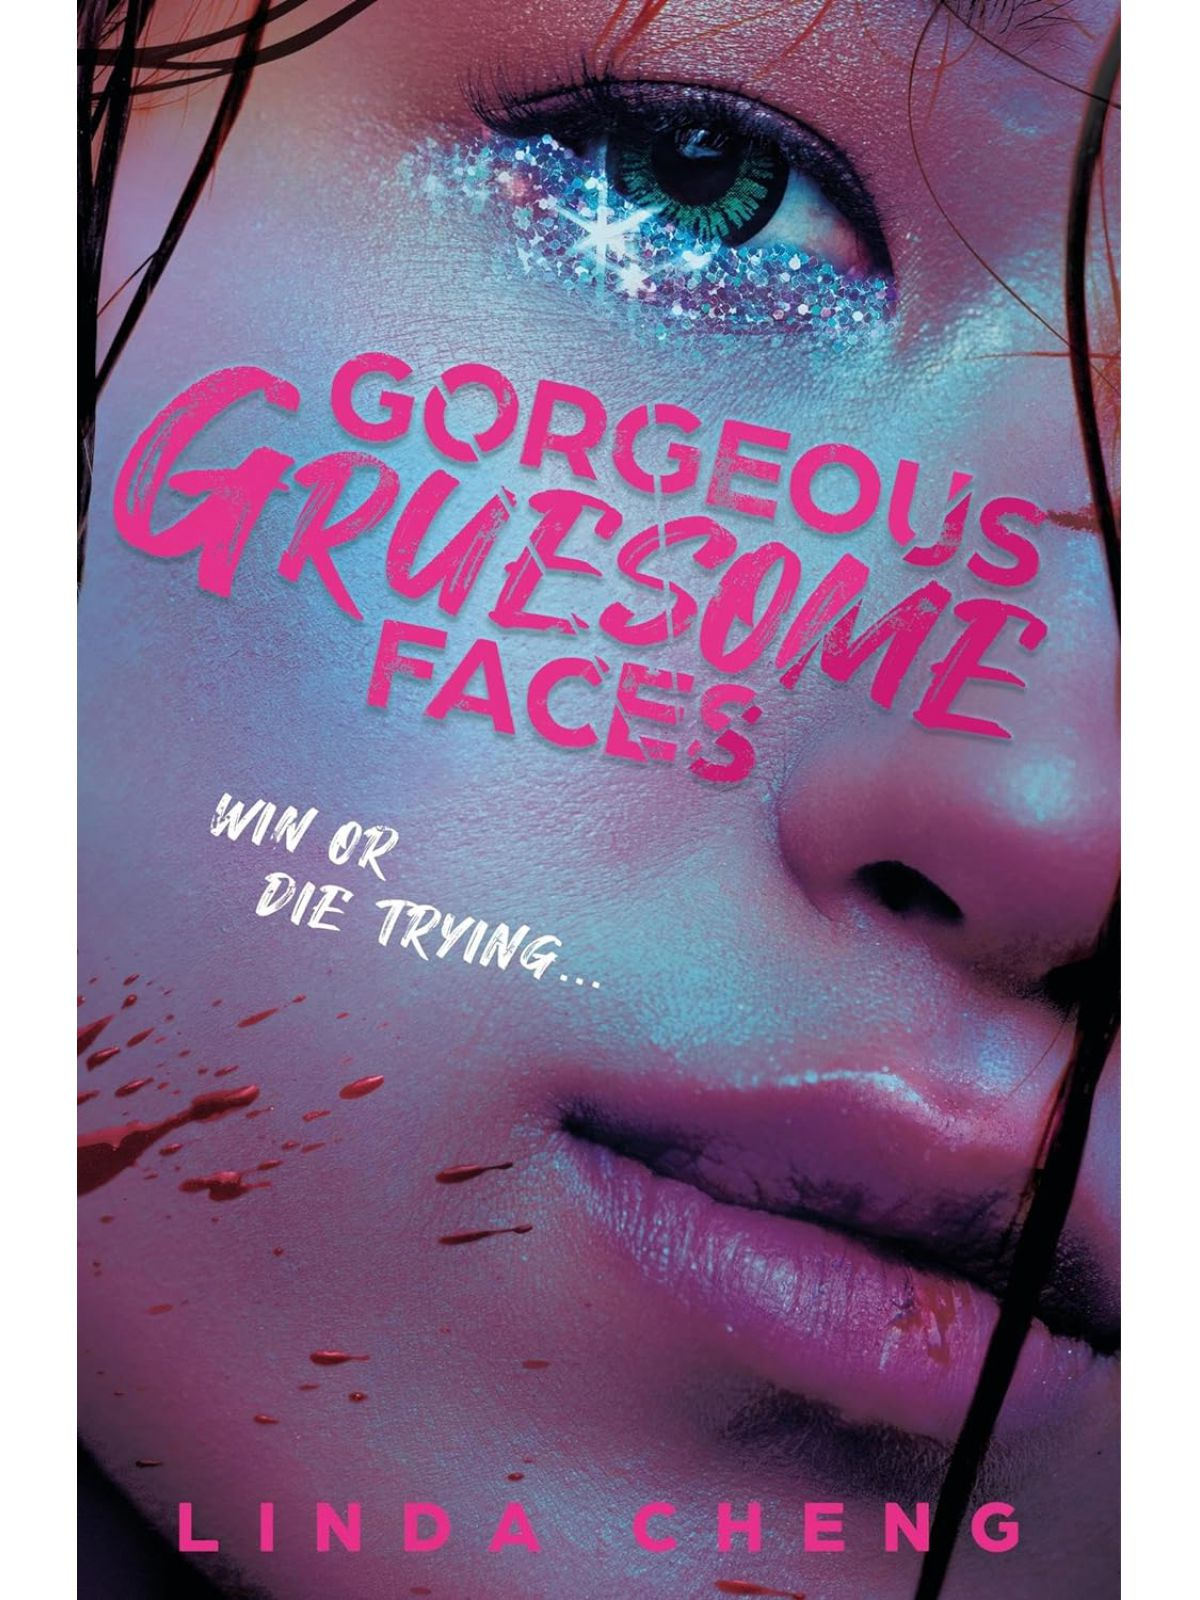 GORGEOUS
GRUESOME
FACES
WIN OR
DIE TRYING...
LINDA CHENG